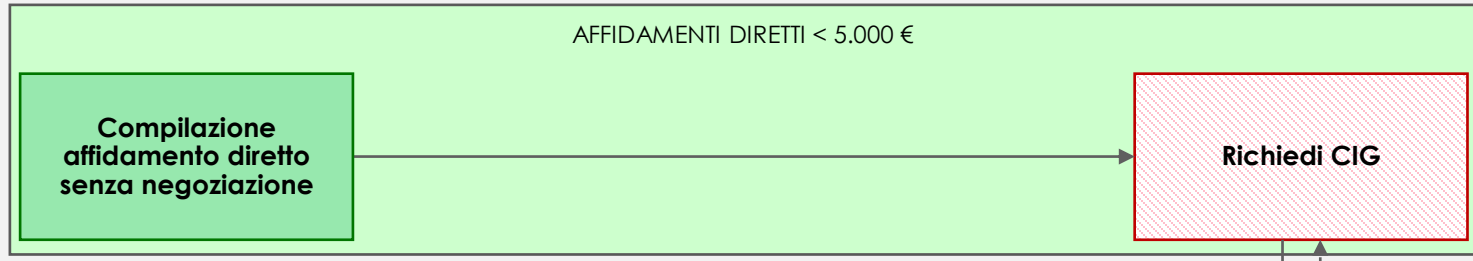 AFFIDAMENTI DIRETTI < 5.000 €
Compilazione
affidamento diretto
senza negoziazione
Richiedi CIG